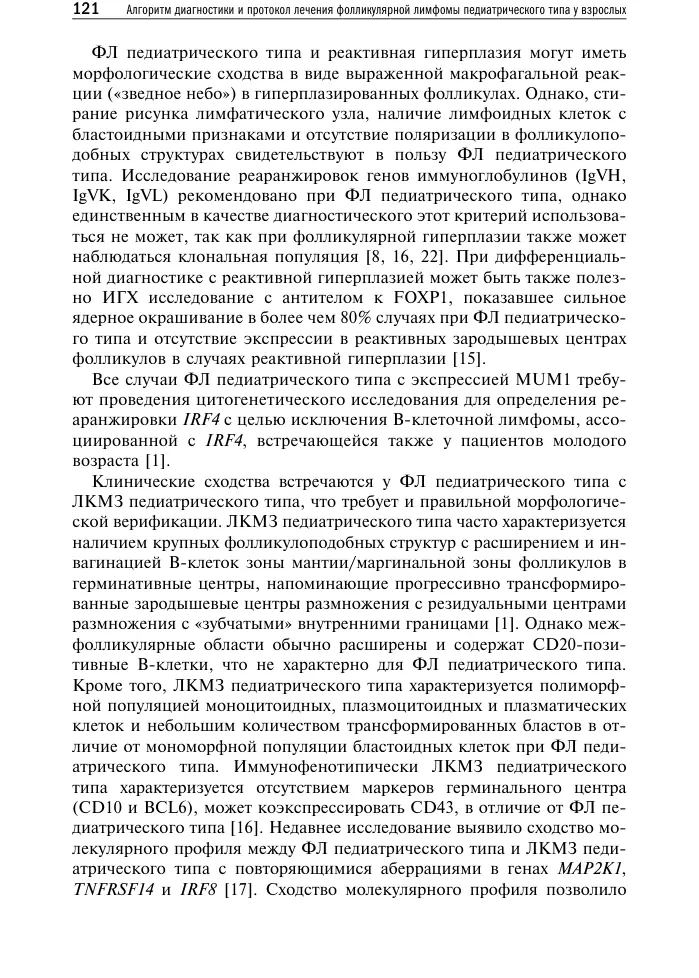 121 Алгоритм диагностики и протокол лечения фолликулярной лимфомы педиатрического типа у взрослых
ФЛ педиатрического типа и реактивная гиперплазия могут иметь
морфологические сходства в виде выраженной макрофагальной реак-
ции («зведное небо») в гиперплазированных фолликулах. Однако, сти-
рание рисунка лимфатического узла, наличие лимфоидных клеток с
бластоидными признаками и отсутствие поляризации в фолликулопо-
добных структурах свидетельствуют в пользу ФЛ педиатрического
типа. Исследование реаранжировок генов иммуноглобулинов (IgVH,
IgVK, IgVL) рекомендовано при ФЛ педиатрического типа, однако
единственным в качестве диагностического этот критерий использова-
ться не может, так как при фолликулярной гиперплазии также может
наблюдаться клональная популяция [8, 16, 22]. При дифференциаль-
ной диагностике с реактивной гиперплазией может быть также полез-
но ИГХ исследование с антителом к FOXP1, показавшее сильное
ядерное окрашивание в более чем 80% случаях при ФЛ педиатрическо-
го типа и отсутствие экспрессии в реактивных зародышевых центрах
фолликулов в случаях реактивной гиперплазии [15].
Все случаи ФЛ педиатрического типа с экспрессией MUM1 требу-
ют проведения цитогенетического исследования для определения ре-
аранжировки IRF4 с целью исключения В-клеточной лимфомы, ассо-
циированной с IRF4, встречающейся также у пациентов молодого
возраста [1].
Клинические сходства встречаются у ФЛ педиатрического типа с
ЛКМЗ педиатрического типа, что требует и правильной морфологиче-
ской верификации. ЛКМЗ педиатрического типа часто характеризуется
наличием крупных фолликулоподобных структур с расширением и ин-
вагинацией В-клеток зоны мантии/маргинальной зоны фолликулов в
герминативные центры, напоминающие прогрессивно трансформиро-
ванные зародышевые центры размножения с резидуальными центрами
размножения с «зубчатыми» внутренними границами [1]. Однако меж-
фолликулярные области обычно расширены и содержат CD20-пози-
тивные В-клетки, что не характерно для ФЛ педиатрического типа.
Кроме того, ЛКМЗ педиатрического типа характеризуется полиморф-
ной популяцией моноцитоидных, плазмоцитоидных и плазматических
клеток и небольшим количеством трансформированных бластов в от-
личие от мономорфной популяции бластоидных клеток при ФЛ педи-
атрического типа. Иммунофенотипически ЛКМЗ педиатрического
типа характеризуется отсутствием маркеров герминального центра
(CD10 и BCL6), может коэкспрессировать CD43, в отличие от ФЛ пе-
диатрического типа [16]. Недавнее исследование выявило сходство мо-
лекулярного профиля между ФЛ педиатрического типа и ЛКМЗ педи-
атрического типа с повторяющимися аберрациями в генах MAP2K1,
TNFRSF14 и IRF8 [17]. Сходство молекулярного профиля позволило